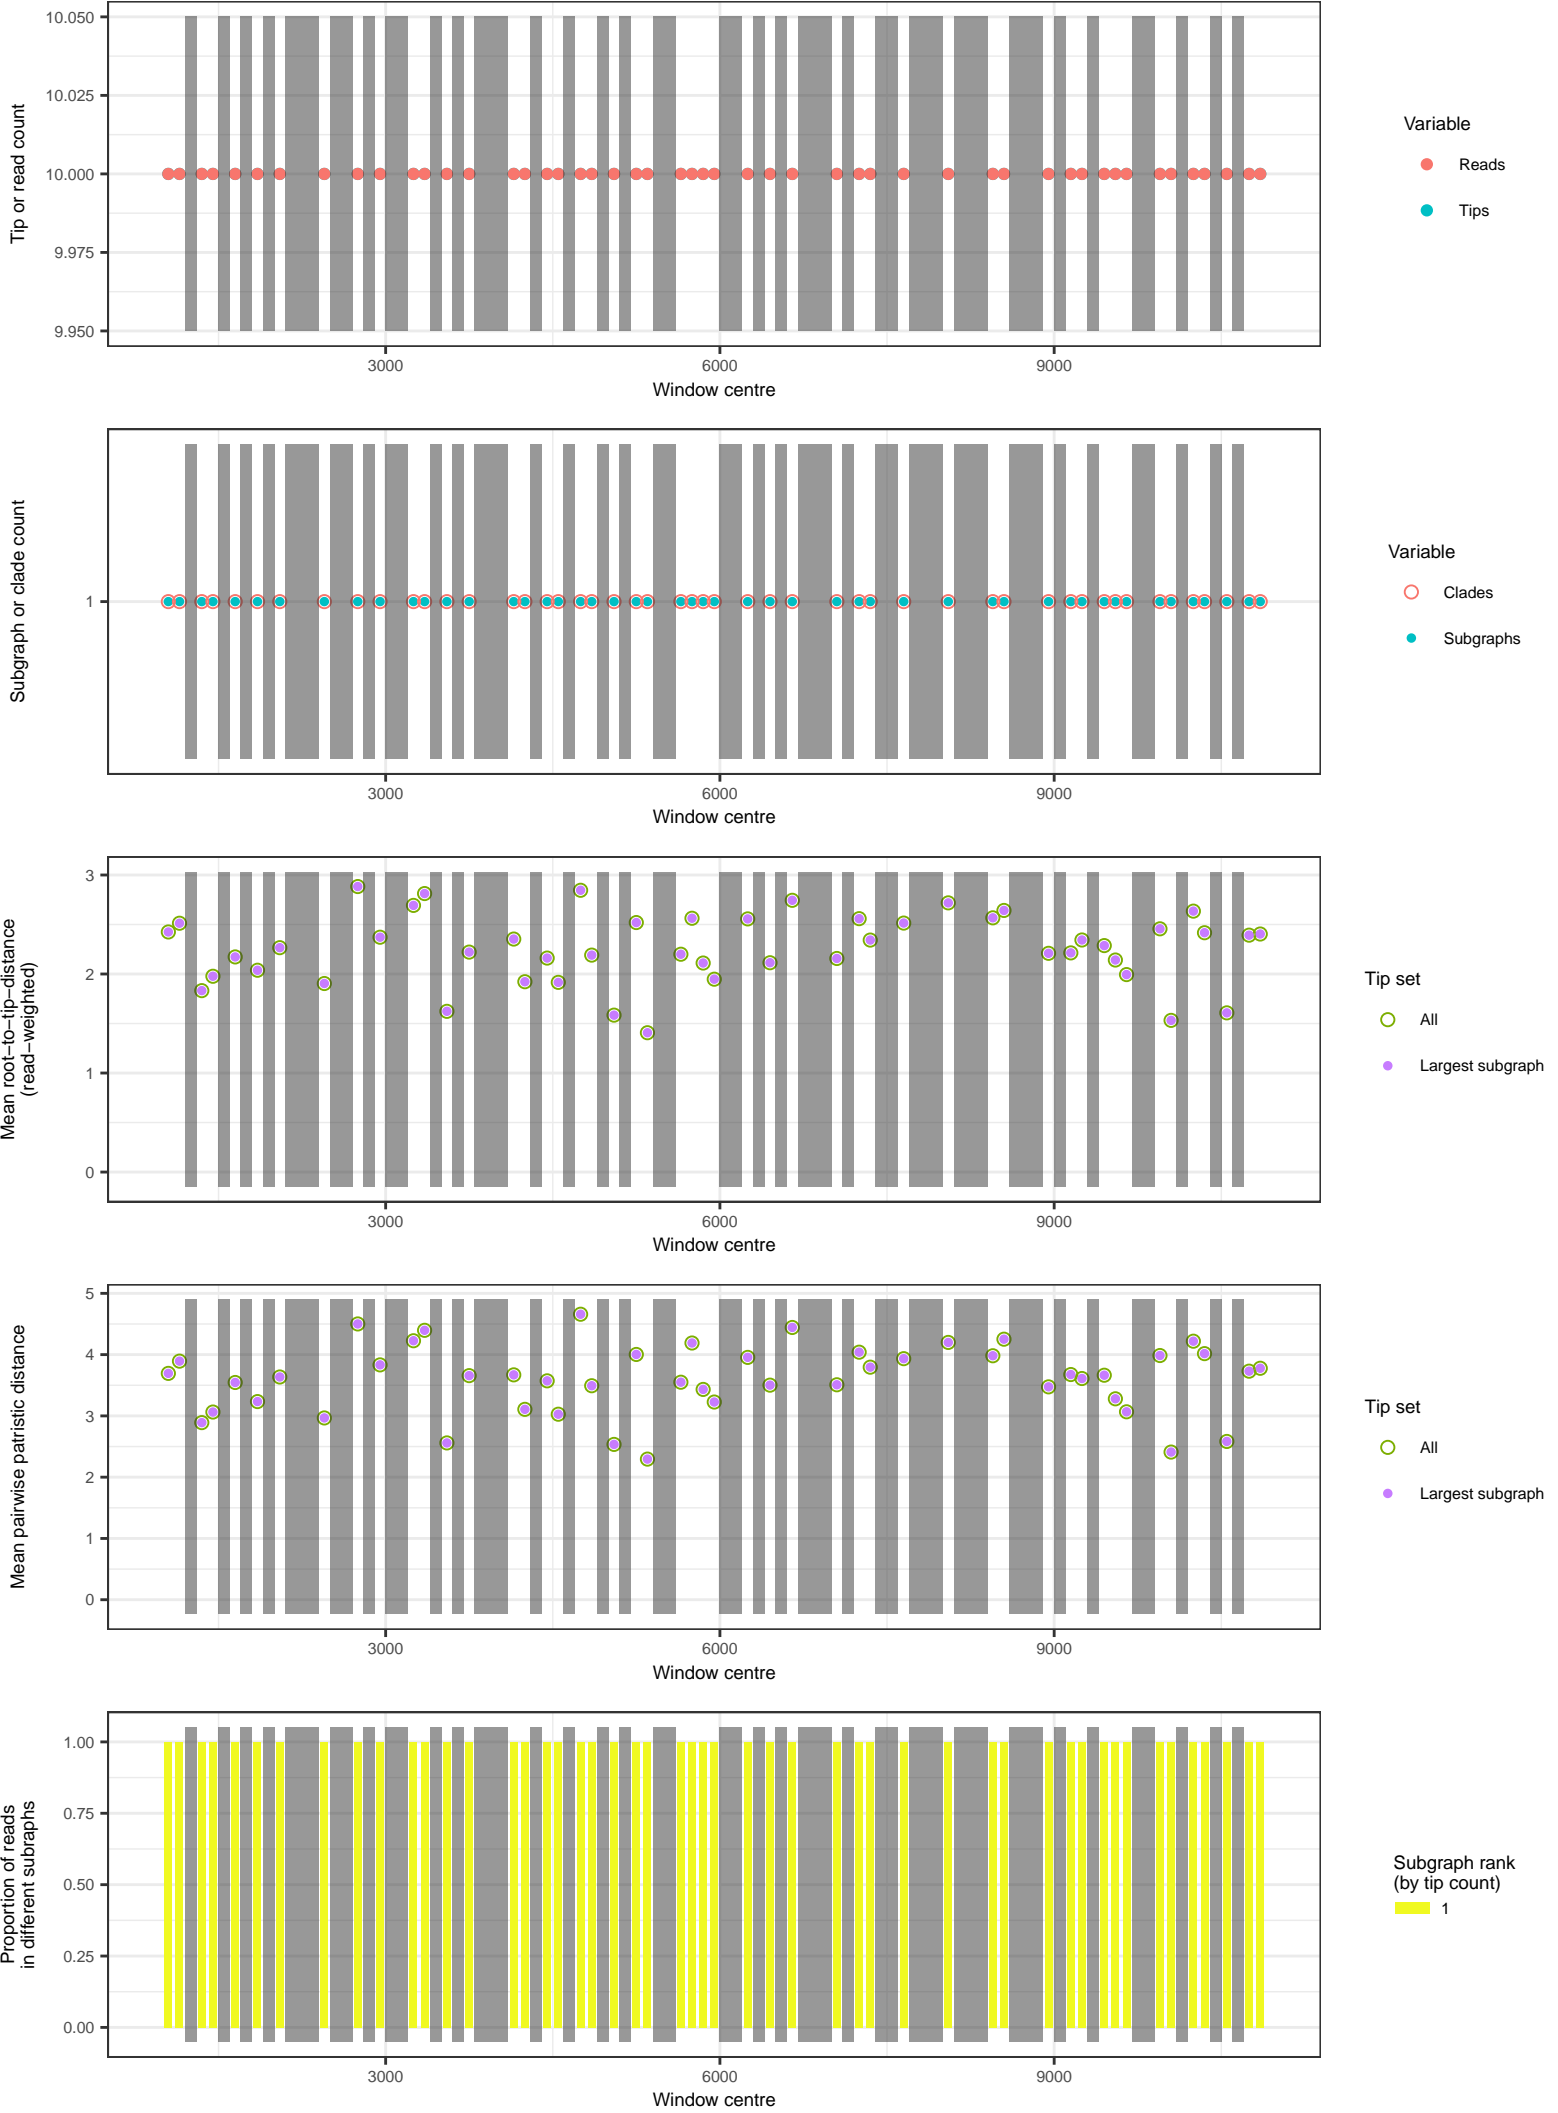 10.050
10.025
10.000
9.975
9.950
Tip or read count
3000
6000
9000
Window centre
Variable
Reads
Tips
1
Subgraph or clade count
3000
6000
9000
Window centre
Variable
Clades
Subgraphs
3
2
1
0
Mean root−to−tip−distance
(read−weighted)
3000
6000
9000
Window centre
Tip set
All
Largest subgraph
5
4
3
2
1
0
Mean pairwise patristic distance
3000
6000
9000
Window centre
Tip set
All
Largest subgraph
1.00
0.75
0.50
0.25
0.00
Proportion of reads
in different subraphs
3000
6000
9000
Window centre
Subgraph rank
(by tip count)
1